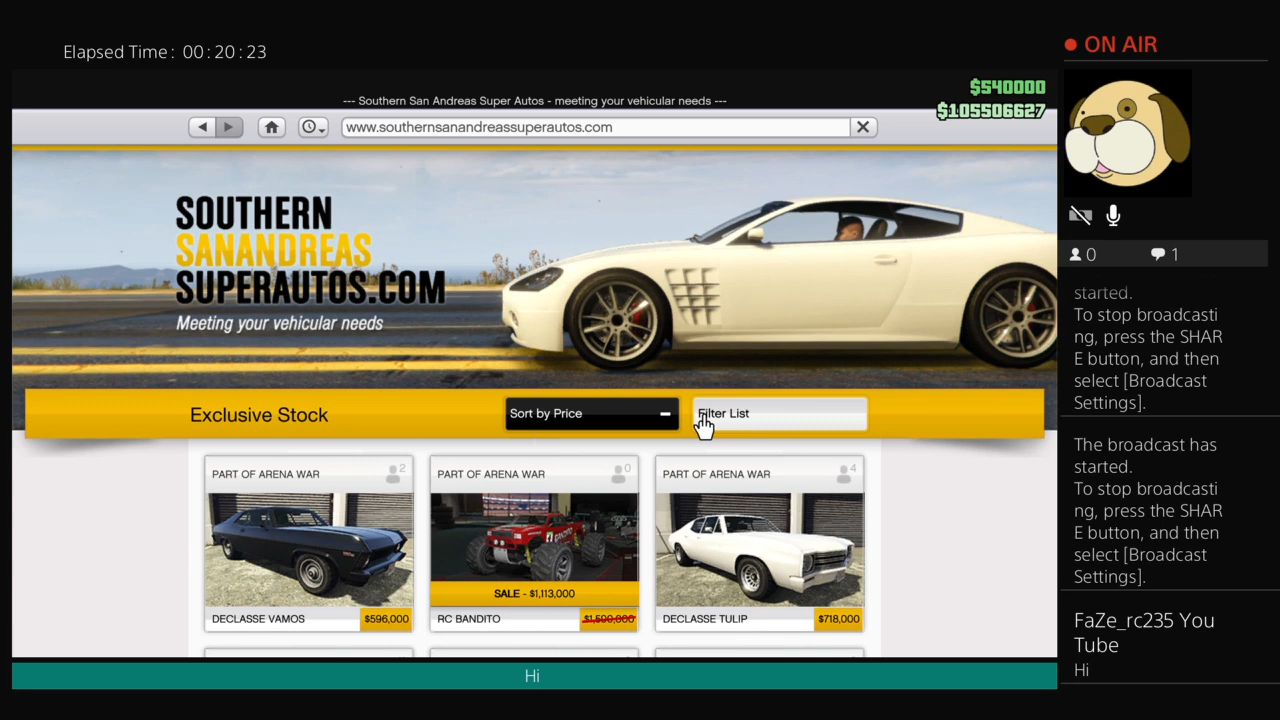 Elapsed Time: 00:20:23
ON AIR
$540000
$105506627
--- Southern San Andreas Super Autos - meeting your vehicular needs ---
www.southernsanandreassuperautos.com
SOUTHERN
SANANDREAS
SUPERAUTOS.COM
Meeting your vehicular needs
Exclusive Stock
Sort by Price
Filter List
PART OF ARENA WAR
2
PART OF ARENA WAR
0
PART OF ARENA WAR
4
SALE - $1,113,000
DECLASSE VAMOS
$596,000
RC BANDITO
$1,590,000
DECLASSE TULIP
$718,000
Hi
0
1
started.
To stop broadcasti
ng, press the SHAR
E button, and then
select [Broadcast
Settings].
The broadcast has
started.
To stop broadcasti
ng, press the SHAR
E button, and then
select [Broadcast
Settings].
FaZe_rc235 You
Tube
Hi